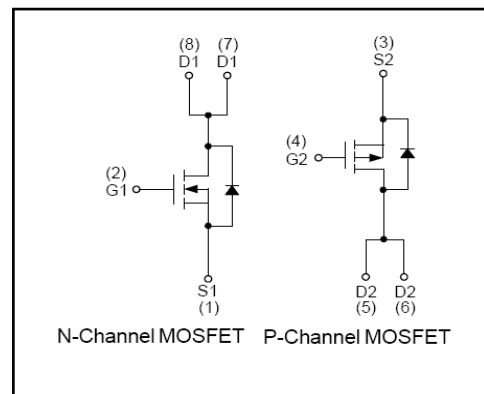 (8) (7)
D1 D1
(2)
G1
S1
(1)
N-Channel MOSFET
(3)
S2
(4)
G2
D2 D2
(5) (6)
P-Channel MOSFET